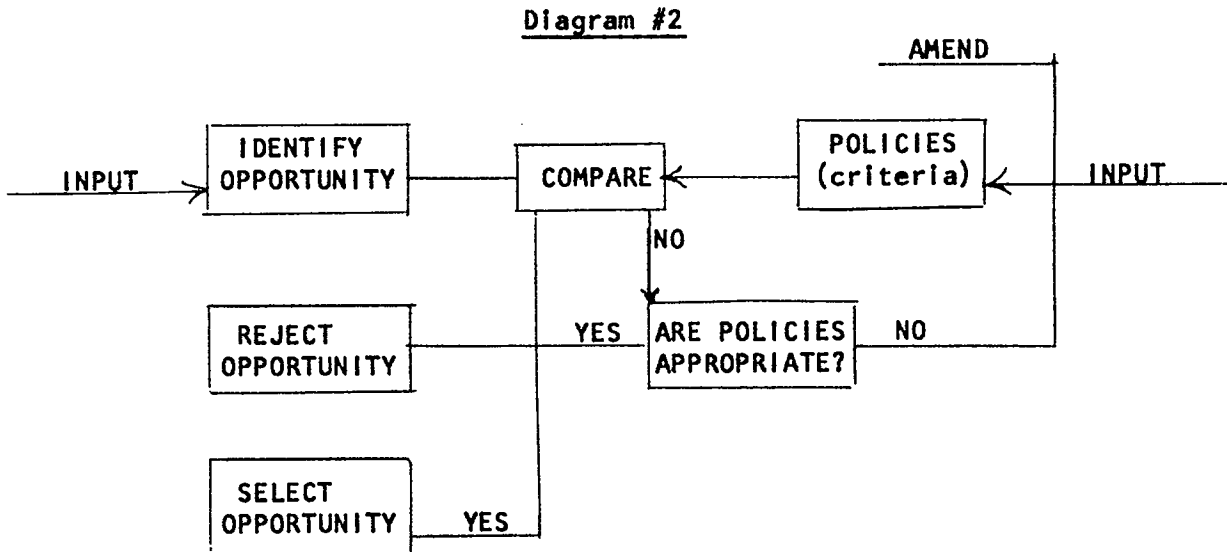 Diagram #2
AMEND
IDENTIFY
OPPORTUNITY
INPUT
COMPARE
POLICIES
(criteria)
INPUT
NO
REJECT
OPPORTUNITY
YES
ARE POLICIES
APPROPRIATE?
NO
SELECT
OPPORTUNITY
YES